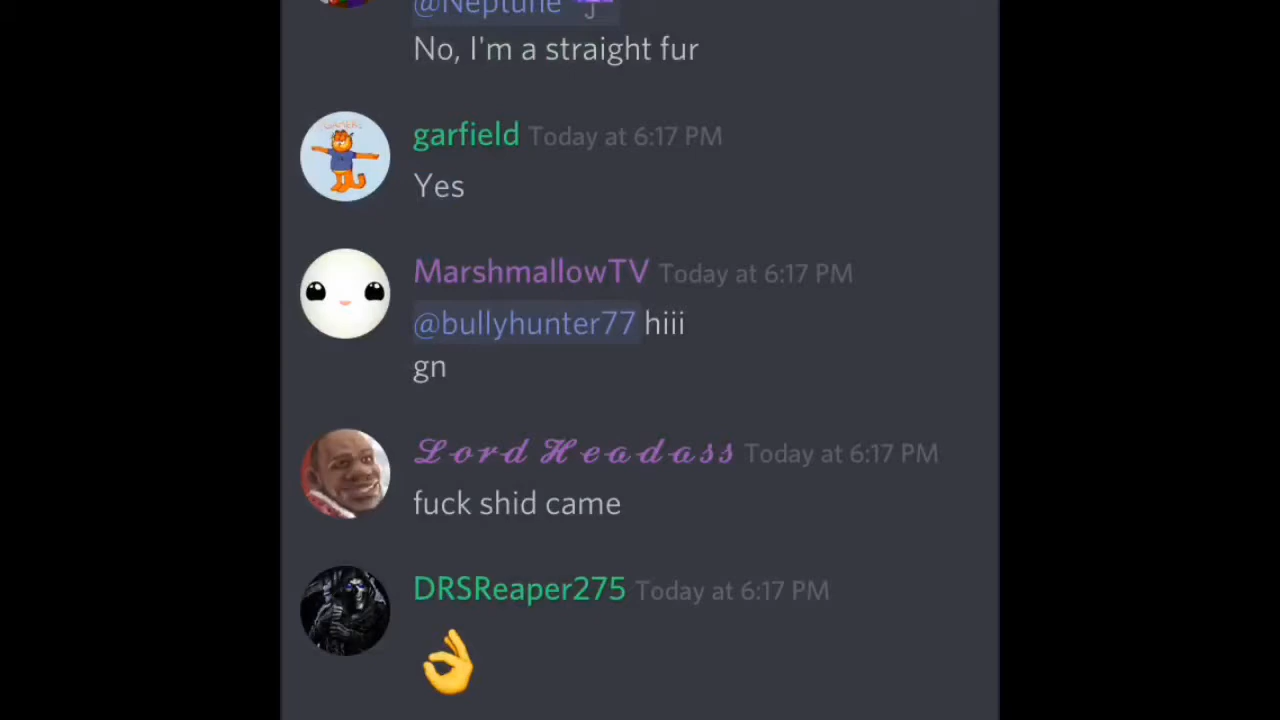 @Neptune
No, I'm a straight fur
garfield Today at 6:17 PM
Yes
MarshmallowTV Today at 6:17 PM
@bullyhunter77 hiii
gn
𝓛𝓸𝓻𝓭 𝓗𝓮𝓪𝓭𝓪𝓼𝓼 Today at 6:17 PM
fuck shid came
DRSReaper275 Today at 6:17 PM
👌